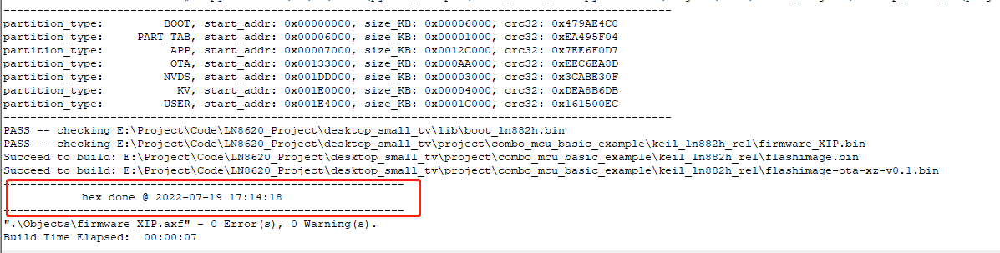 --------------------------------------------------------------------------------
partition_type:         BOOT, start_addr: 0x00000000, size_KB: 0x00006000, crc32: 0x479AE4C0
partition_type:     PART_TAB, start_addr: 0x00006000, size_KB: 0x00001000, crc32: 0xEA495F04
partition_type:          APP, start_addr: 0x00007000, size_KB: 0x0012C000, crc32: 0x7EE6F0D7
partition_type:          OTA, start_addr: 0x00133000, size_KB: 0x000AA000, crc32: 0xEEC6EA8D
partition_type:         NVDS, start_addr: 0x001DD000, size_KB: 0x00003000, crc32: 0x3CABE30F
partition_type:           KV, start_addr: 0x001E0000, size_KB: 0x00004000, crc32: 0xDEA8B6DB
partition_type:         USER, start_addr: 0x001E4000, size_KB: 0x0001C000, crc32: 0x161500EC
--------------------------------------------------------------------------------
PASS -- checking E:\Project\Code\LN8620_Project\desktop_small_tv\lib\boot_ln882h.bin
PASS -- checking E:\Project\Code\LN8620_Project\desktop_small_tv\project\combo_mcu_basic_example\keil_ln882h_rel\firmware_XIP.bin
Succeed to build: E:\Project\Code\LN8620_Project\desktop_small_tv\project\combo_mcu_basic_example\keil_ln882h_rel\flashimage.bin
Succeed to build: E:\Project\Code\LN8620_Project\desktop_small_tv\project\combo_mcu_basic_example\keil_ln882h_rel\flashimage-ota-xz-v0.1.bin
------------------------------------------------------------
hex done @ 2022-07-19 17:14:18
------------------------------------------------------------
".\Objects\firmware_XIP.axf" - 0 Error(s), 0 Warning(s).
Build Time Elapsed:  00:00:07